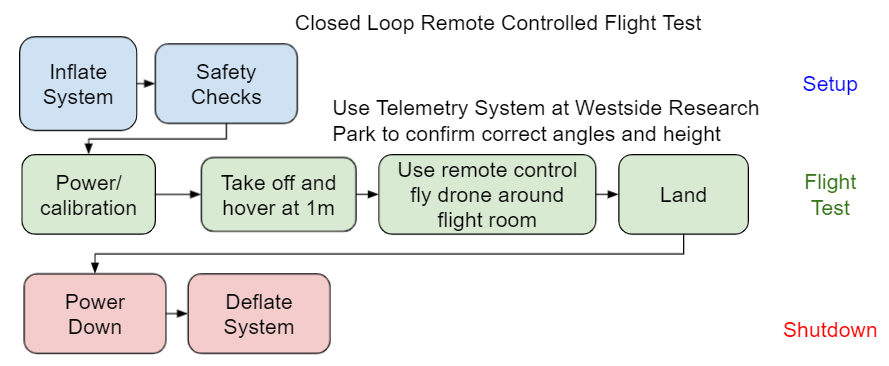 Closed Loop Remote Controlled Flight Test
Inflate
System
Safety
Checks
Setup
Use Telemetry System at Westside Research
Park to confirm correct angles and height
Power/
calibration
Take off and
hover at 1m
Use remote control
fly drone around
flight room
Land
Flight
Test
Power
Down
Deflate
System
Shutdown